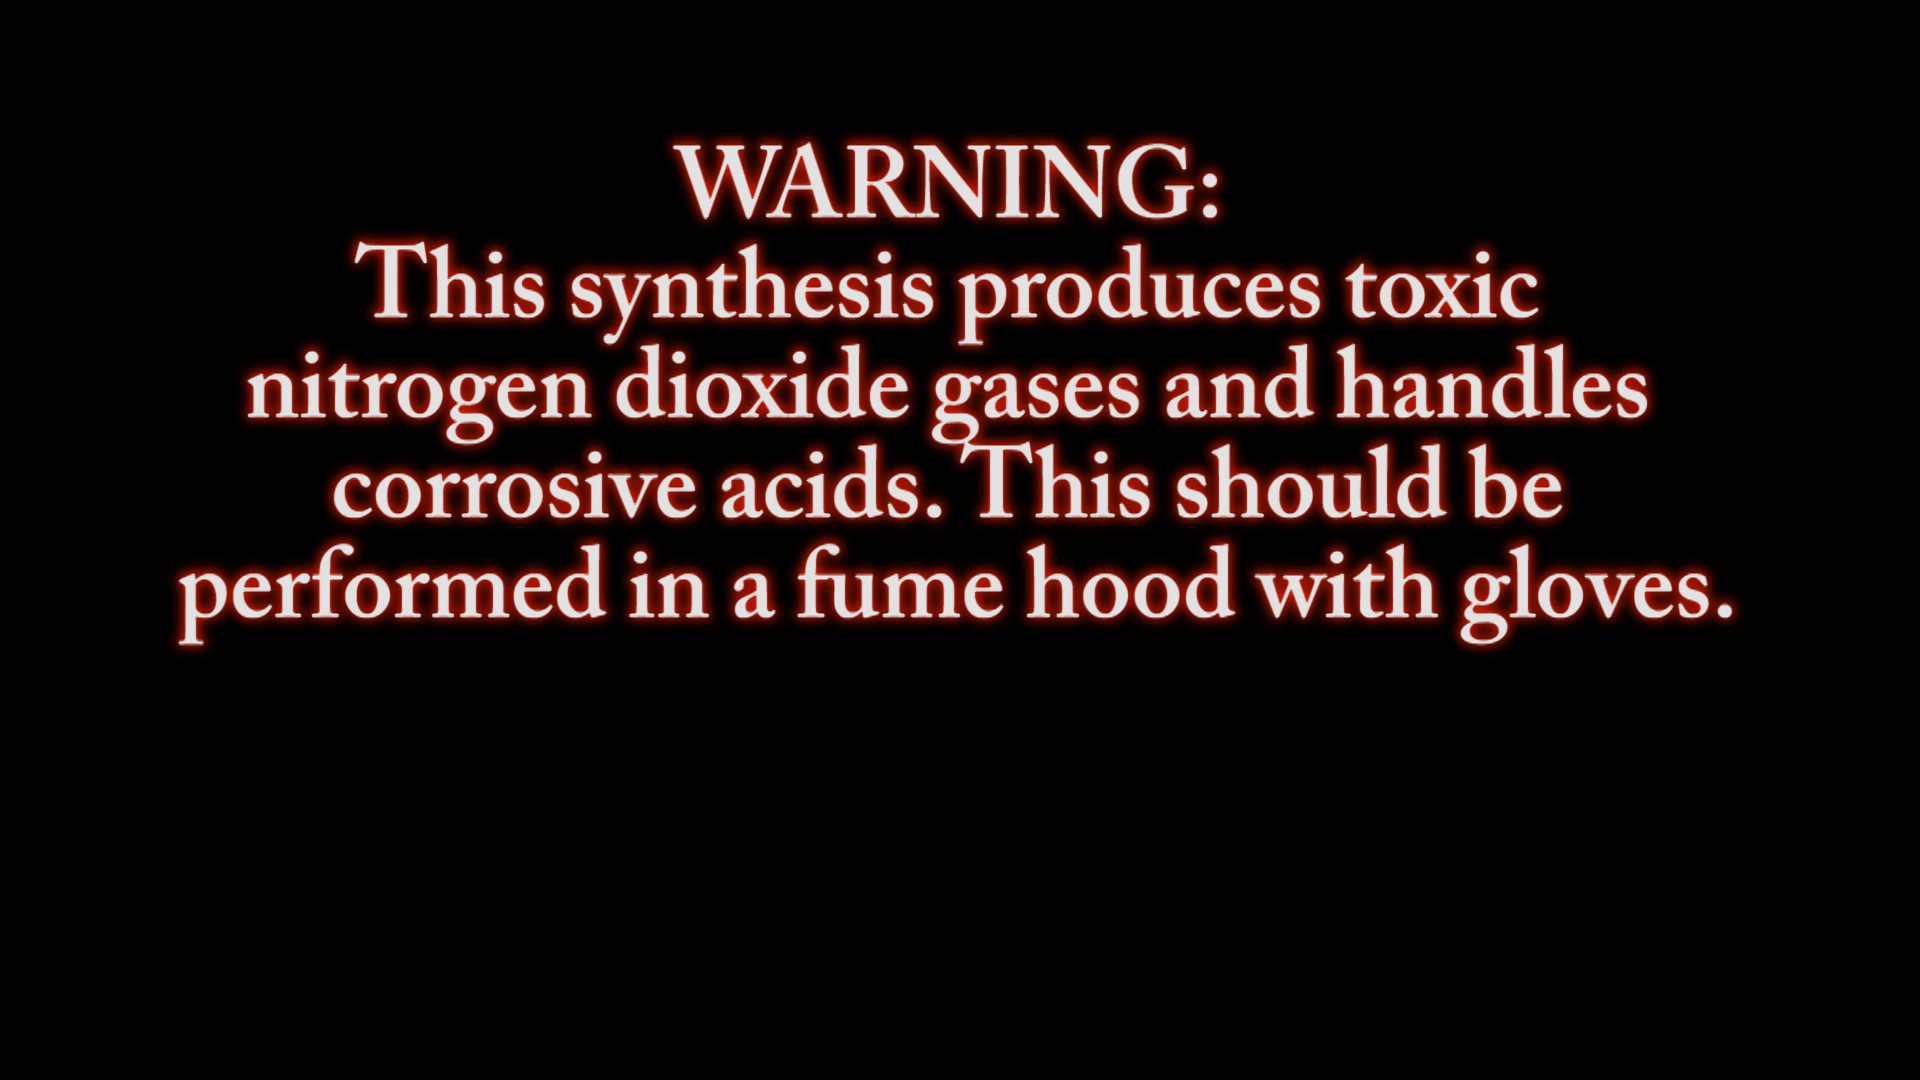 WARNING:
This synthesis produces toxic
nitrogen dioxide gases and handles
corrosive acids. This should be
performed in a fume hood with gloves.